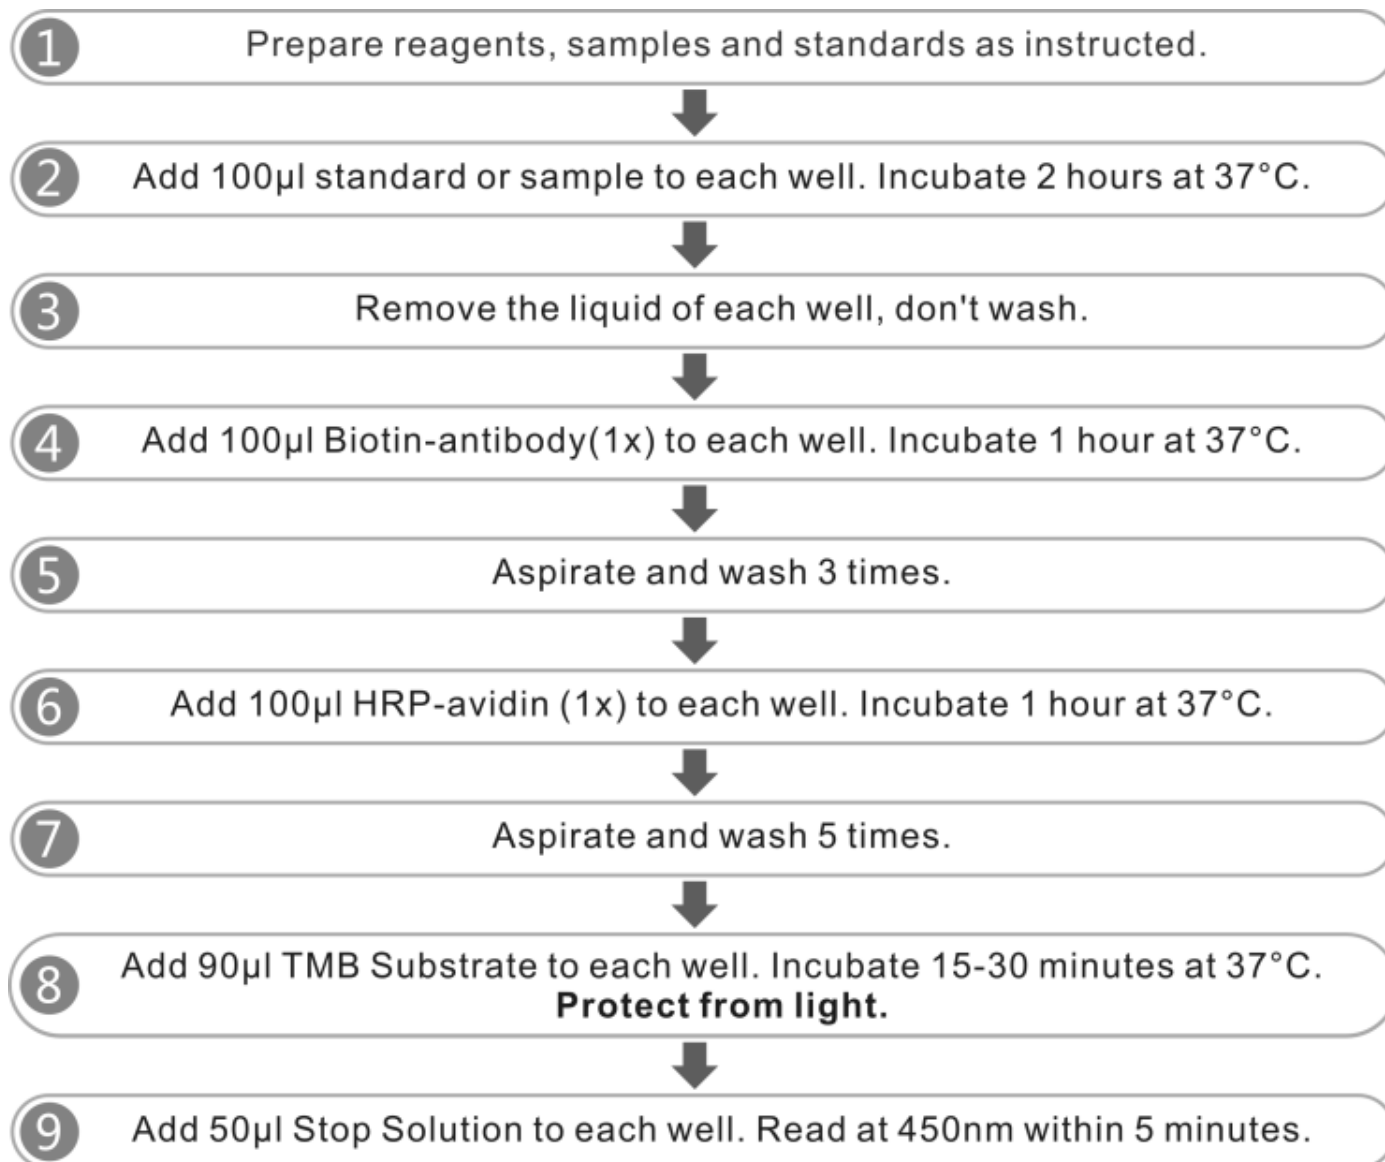 1 Prepare reagents, samples and standards as instructed.
2 Add 100µl standard or sample to each well. Incubate 2 hours at 37°C.
3 Remove the liquid of each well, don't wash.
4 Add 100µl Biotin-antibody(1x) to each well. Incubate 1 hour at 37°C.
5 Aspirate and wash 3 times.
6 Add 100µl HRP-avidin (1x) to each well. Incubate 1 hour at 37°C.
7 Aspirate and wash 5 times.
8 Add 90µl TMB Substrate to each well. Incubate 15-30 minutes at 37°C.
Protect from light.
9 Add 50µl Stop Solution to each well. Read at 450nm within 5 minutes.